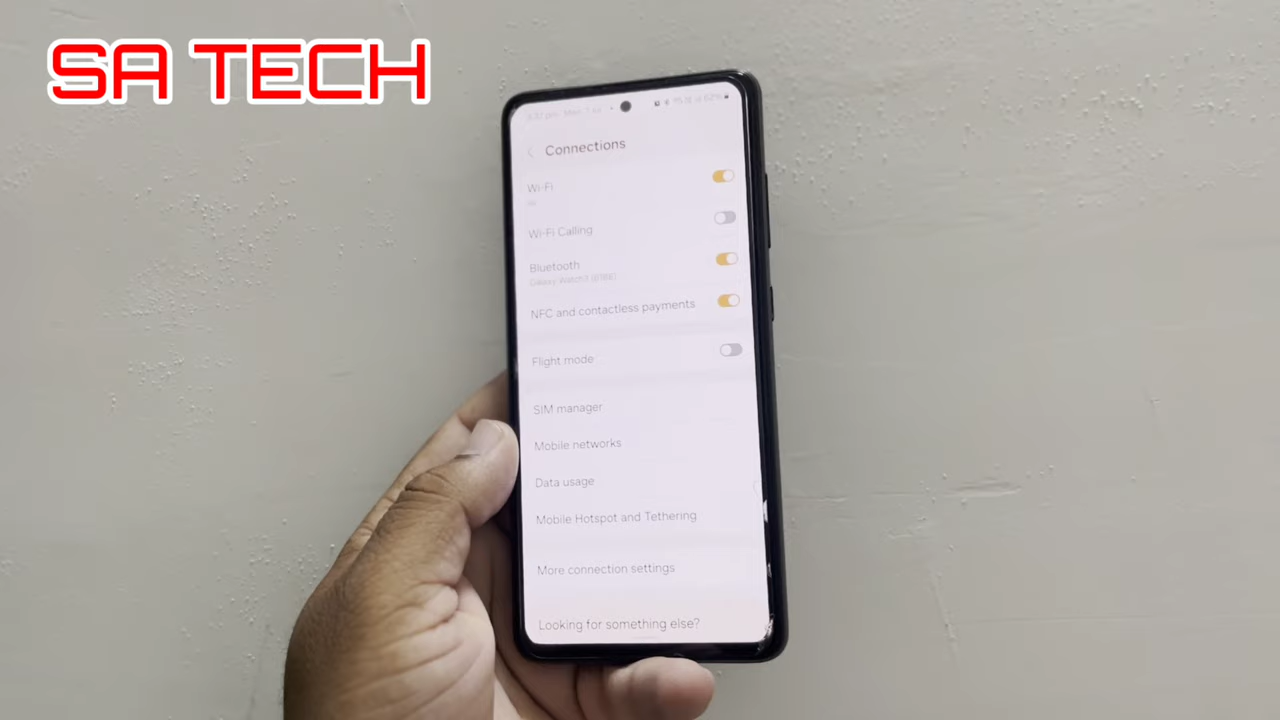 SA TECH
Connections
Wi-Fi
Wi-Fi Calling
Bluetooth
NFC and contactless payments
Flight mode
SIM manager
Mobile networks
Data usage
Mobile Hotspot and Tethering
More connection settings
Looking for something else?